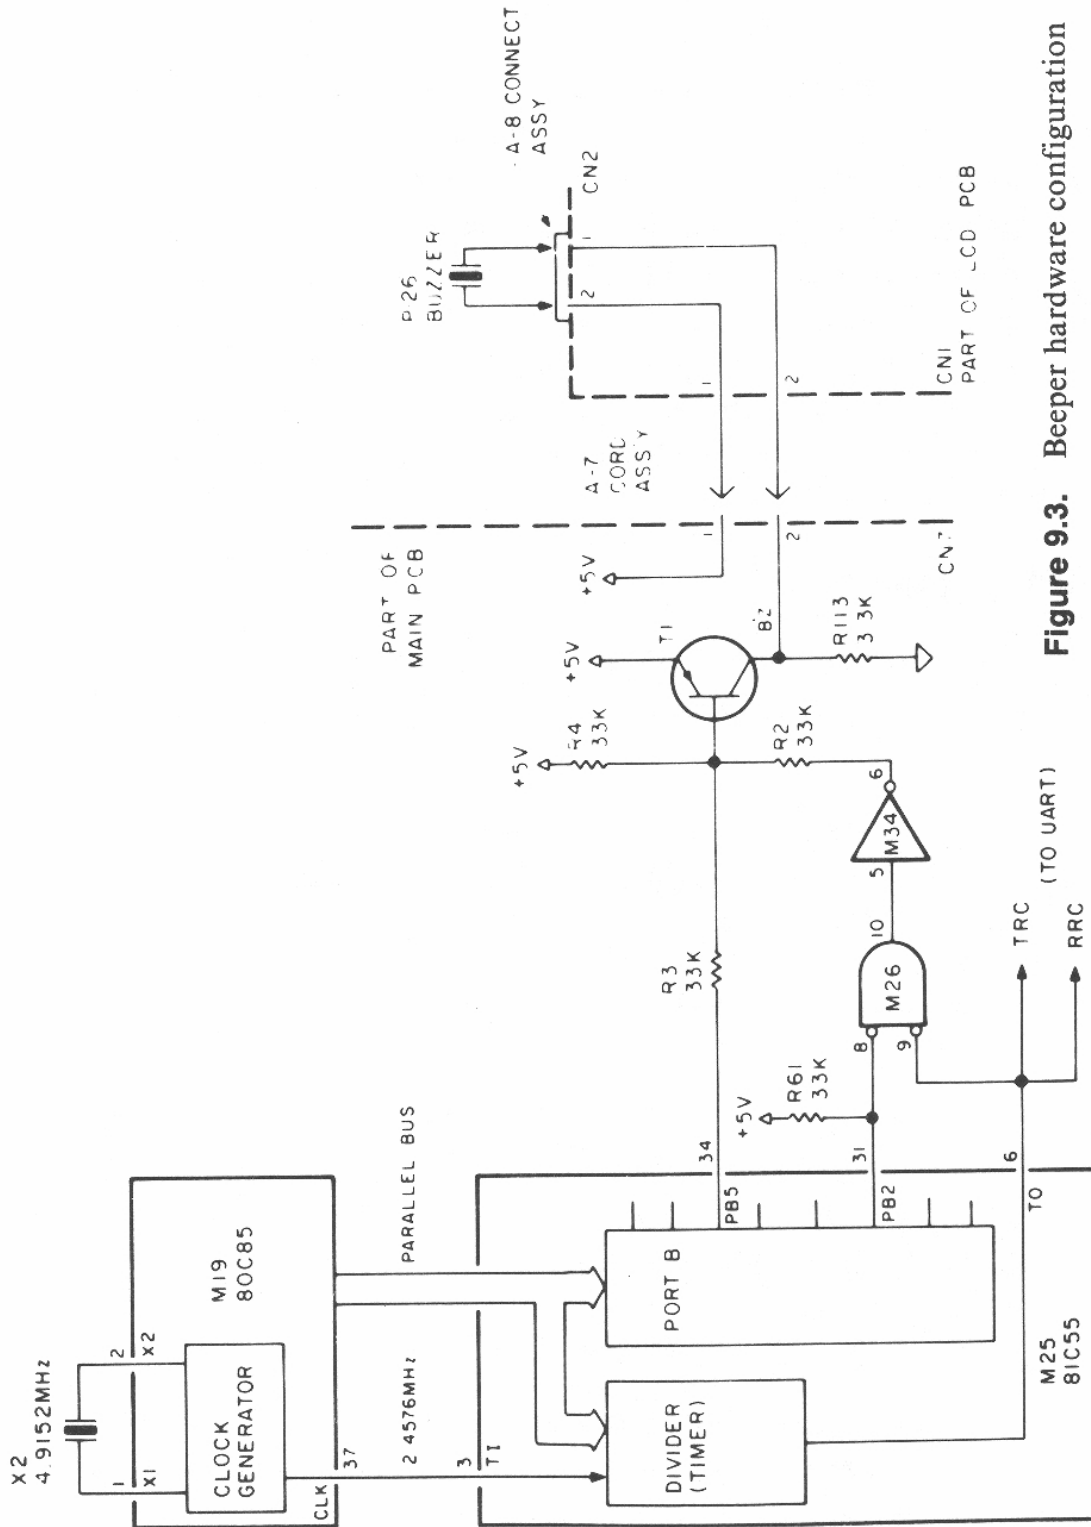 X2
4.9152MHz
1
2
X1
X2
CLOCK
GENERATOR
M19
80C85
CLK
37
2 4576MHz
3
TI
PARALLEL BUS
DIVIDER
(TIMER)
PORT B
PB5
PB2
34
31
6
TO
M25
81C55
+5V
R61
33K
8
9
M26
10
5
M34
6
TRC
(TO UART)
RRC
R3
33K
+5V
R4
33K
R2
33K
+5V
T1
BZ
R113
3 3K
+5V
PART OF
MAIN PCB
1
2
A-7
CORD
ASSY
1
2
CN1
PART OF LCD PCB
BUZZER
2
1
A-8 CONNECT
ASSY
CN2
Figure 9.3. Beeper hardware configuration